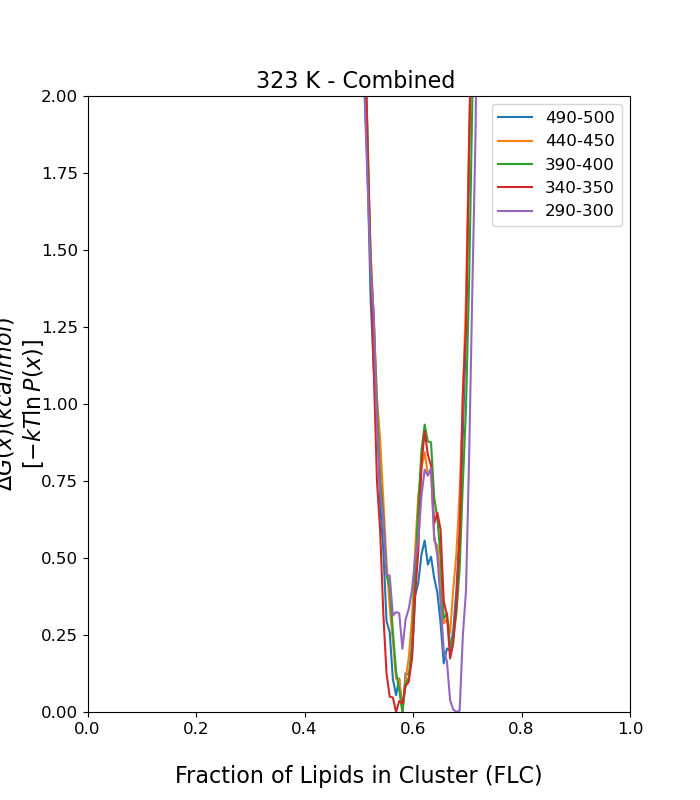 323 K - Combined
2.00
1.75
1.50
1.25
1.00
0.75
0.50
0.25
0.00
ΔG(x)(kcal/mol)
[−kTln P(x)]
490-500
440-450
390-400
340-350
290-300
0.0 0.2 0.4 0.6 0.8 1.0
Fraction of Lipids in Cluster (FLC)